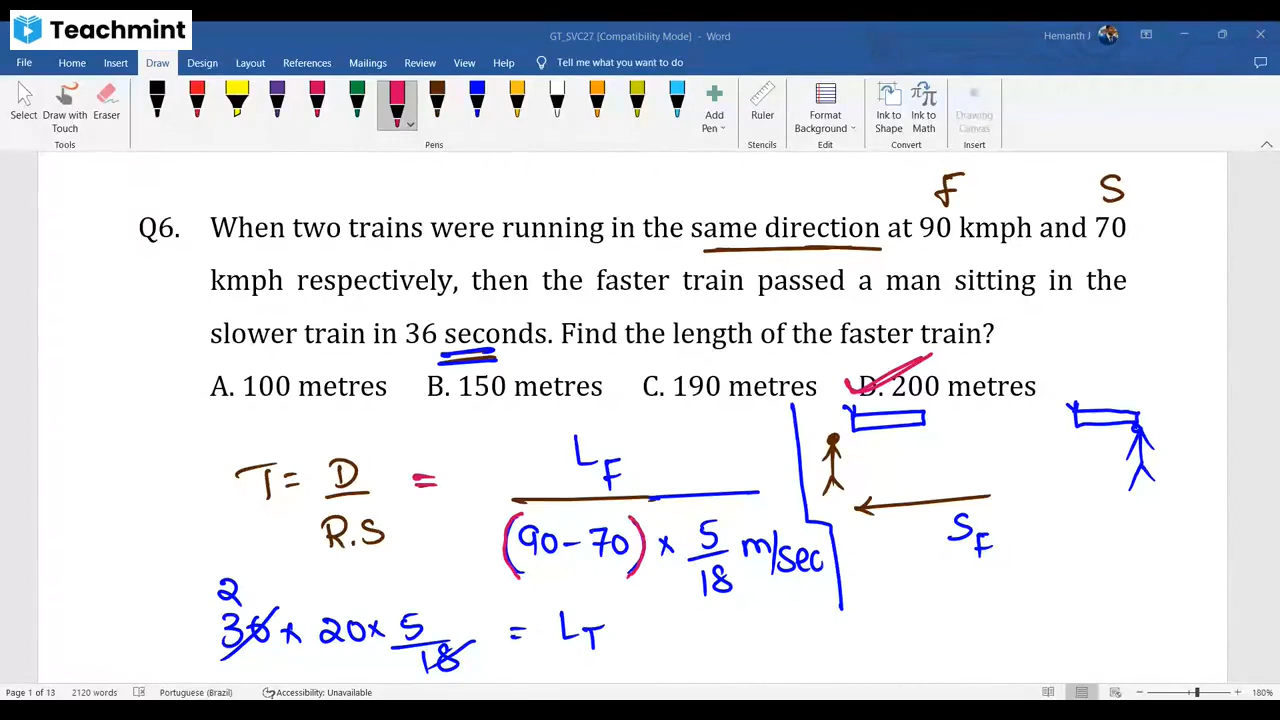 Teachmint
GT_SVC27 [Compatibility Mode] - Word
Hemanth J
File Home Insert Draw Design Layout References Mailings Review View Help Tell me what you want to do
Select
Draw with Touch
Eraser
Add Pen
Ruler
Format Background
Ink to Shape
Ink to Math
Drawing Canvas
Tools
Pens
Stencils
Edit
Convert
Insert
F S
Q6. When two trains were running in the same direction at 90 kmph and 70
kmph respectively, then the faster train passed a man sitting in the
slower train in 36 seconds. Find the length of the faster train?
A. 100 metres B. 150 metres C. 190 metres D. 200 metres
T = D/R.S = L_F/((90-70) × 5/18 m/sec)
S_F
2
36 × 20 × 5/18 = L_T
Page 1 of 13 2120 words Portuguese (Brazil) Accessibility: Unavailable 180%